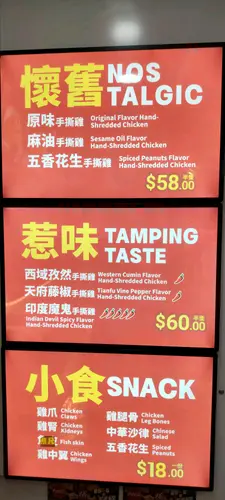 懷舊 NOS
TALGIC
原味手撕雞 Original Flavor Hand-
Shredded Chicken
麻油手撕雞 Sesame Oil Flavor
Hand-Shredded Chicken
五香花生手撕雞 Spiced Peanuts Flavor
Hand-Shredded Chicken
$58.00
惹味 TAMPING
TASTE
西域孜然手撕雞 Western Cumin Flavor
Hand-Shredded Chicken
天府藤椒手撕雞 Tianfu Vine Pepper Flavor
Hand-Shredded Chicken
印度魔鬼手撕雞
Indian Devil Spicy Flavor
Hand-Shredded Chicken
$60.00
小食 SNACK
雞爪 Chicken
Claws
雞腿骨 Chicken
Leg Bones
雞腎 Chicken
Kidneys
中華沙律 Chinese
Salad
Fish skin
五香花生 Spiced
Peanuts
雞中翼 Chicken
Wings
$18.00